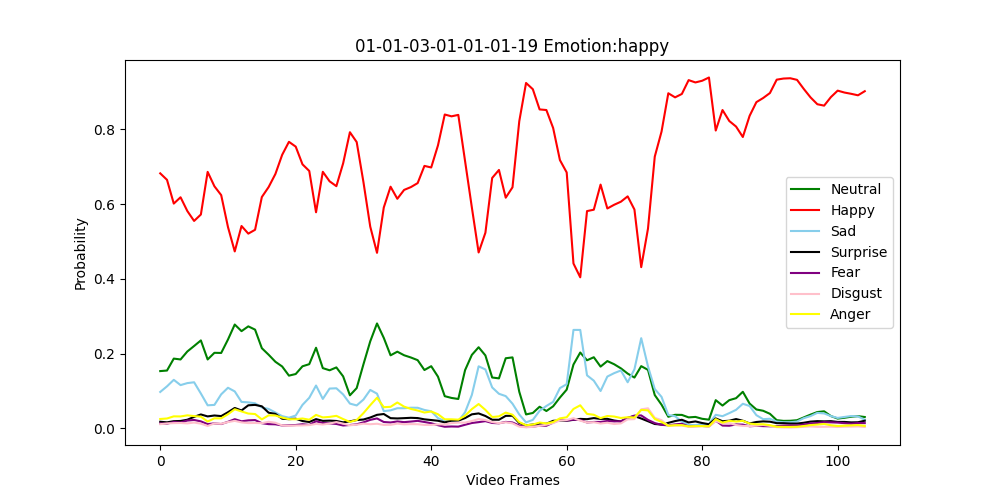 01-01-03-01-01-01-19 Emotion:happy
Probability
0.8
0.6
0.4
0.2
0.0
Neutral
Happy
Sad
Surprise
Fear
Disgust
Anger
0 20 40 60 80 100
Video Frames